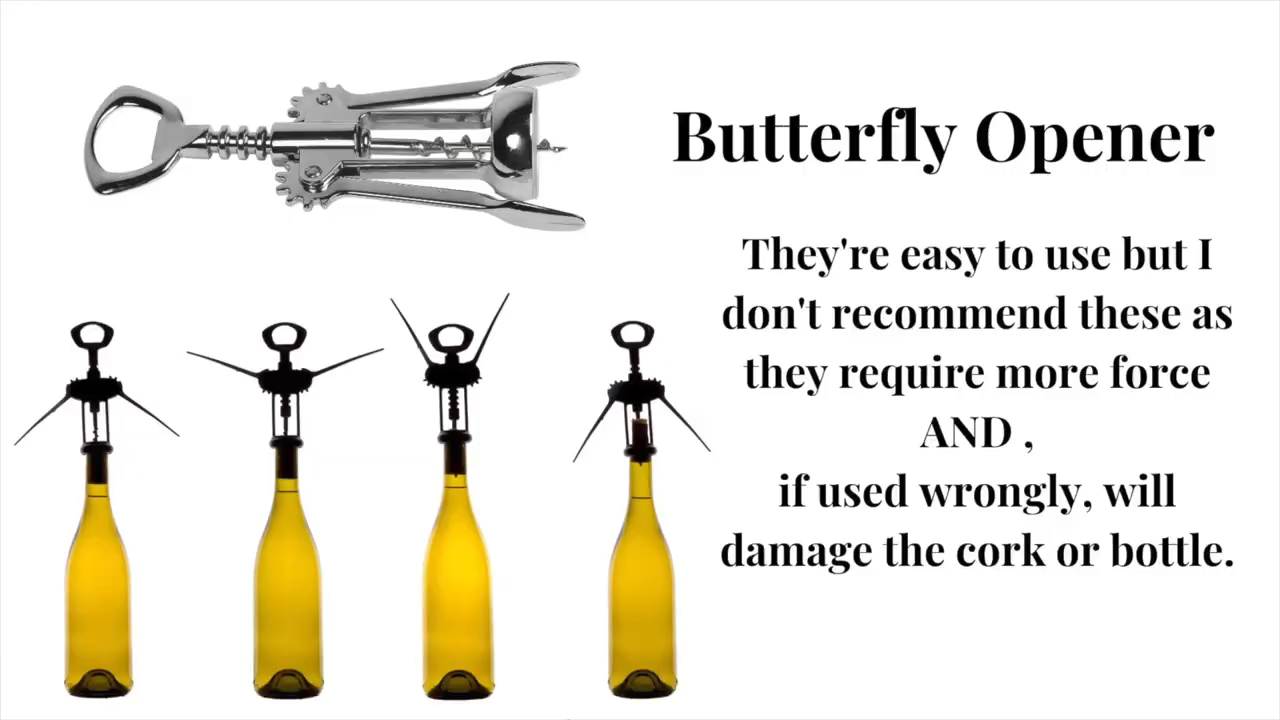 Butterfly Opener
They're easy to use but I
don't recommend these as
they require more force
AND ,
if used wrongly, will
damage the cork or bottle.